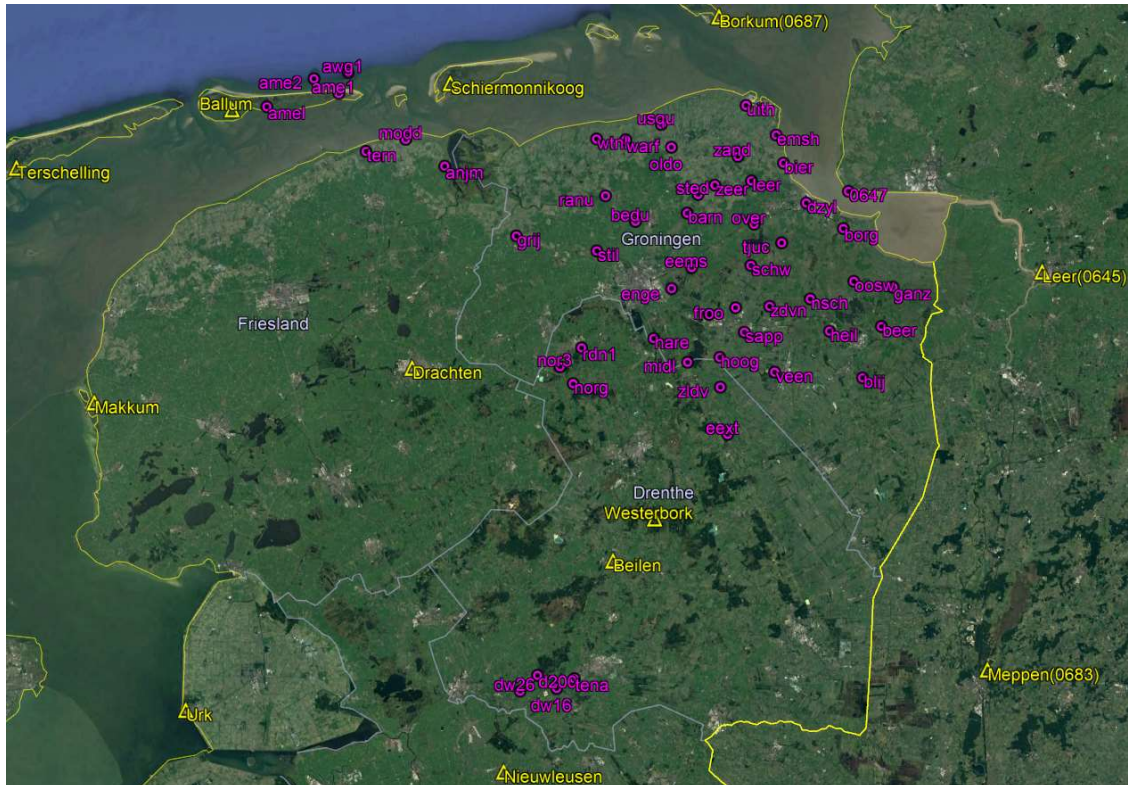 Borkum(0687)
awg1
ame2
ame1
Schiermonnikoog
Ballum
amel
uith
usqu
modd
emsh
wtnh
warf
tern
oldo
zand
Terschelling
anjm
bier
sted
zeer
leer
0647
ranu
dzyl
bedu
barn
over
borg
grij
Groningen
tjuc
stil
eems
schw
Leer(0645)
enge
oosw
ganz
nsch
froo
zdvn
Friesland
sapp
heil
beer
hare
rdn1
nor3
midl
hoog
Drachten
veen
blij
norg
zldv
Makkum
eext
Drenthe
Westerbork
Beilen
Meppen(0683)
dw26
d200
tena
dw16
Urk
Nieuwleusen